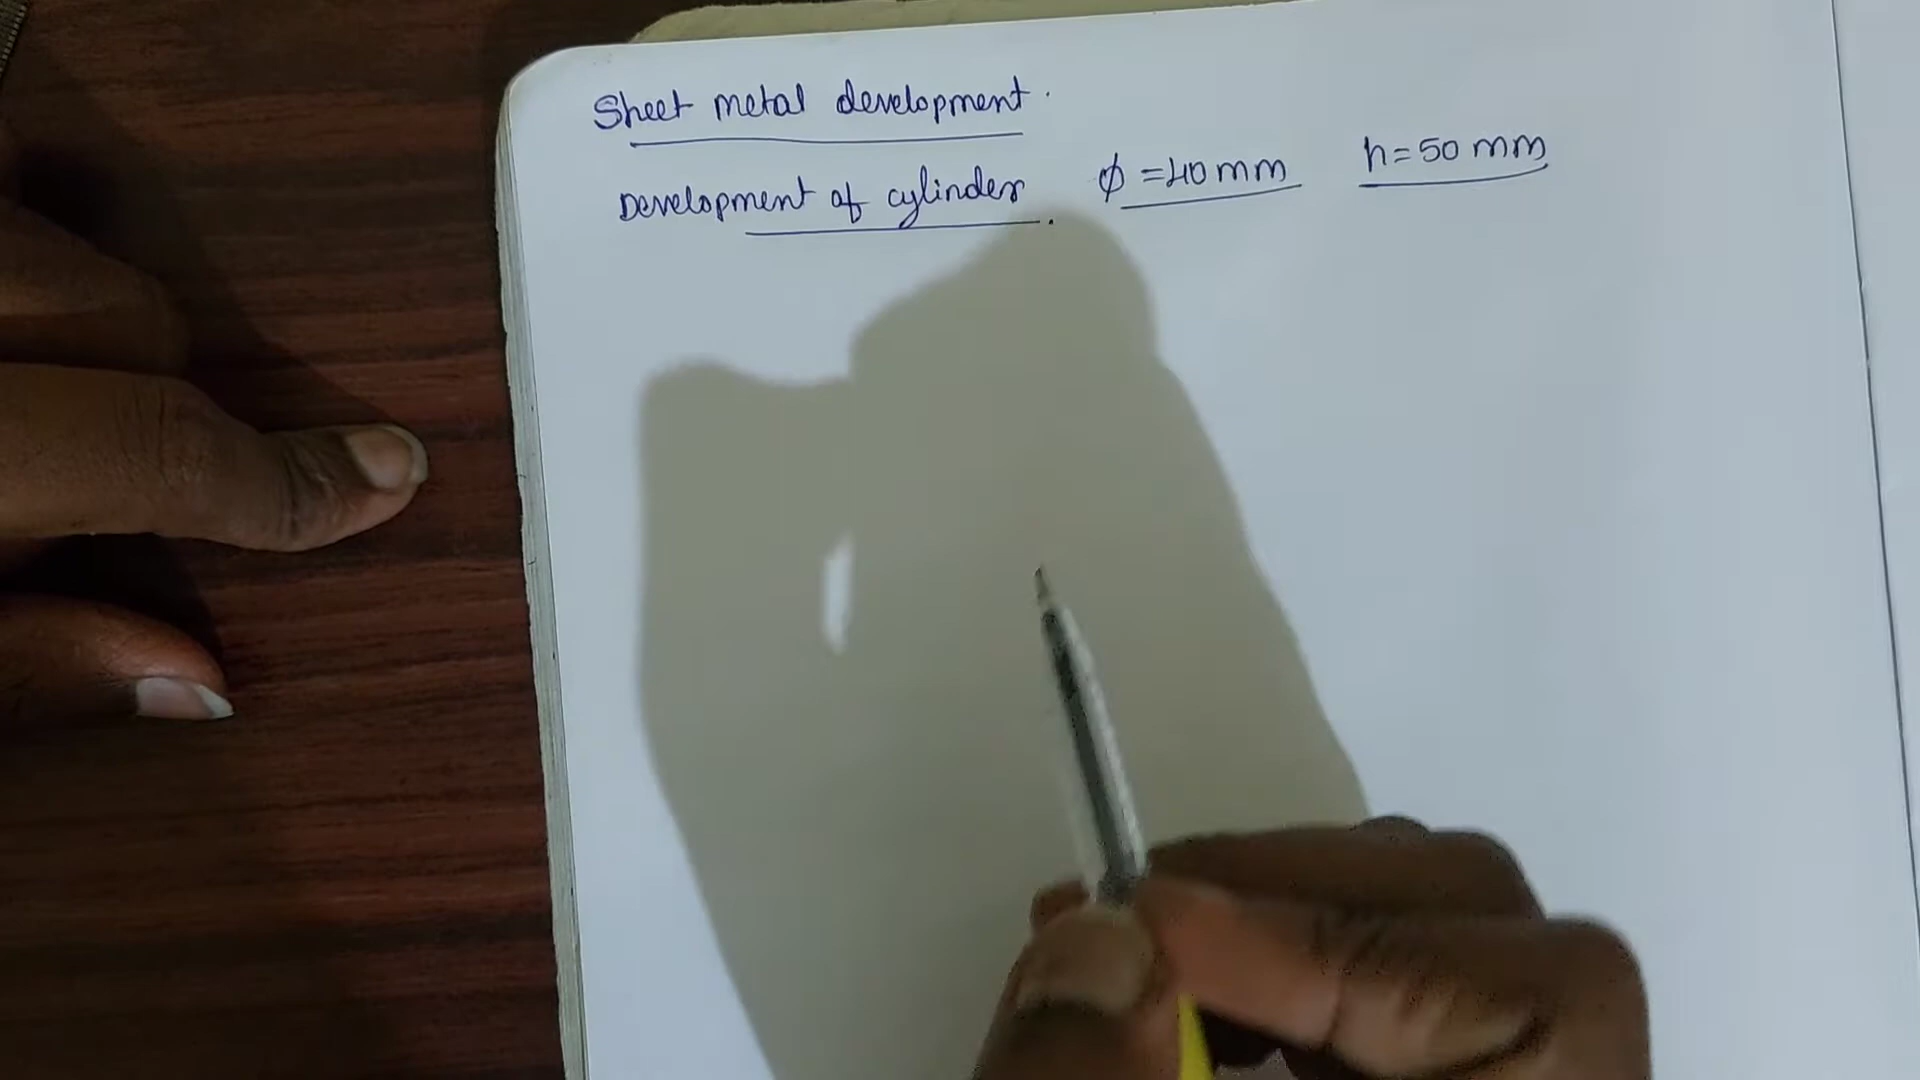 Sheet metal development.
Development of cylinder. ϕ = 40 mm h = 50 mm